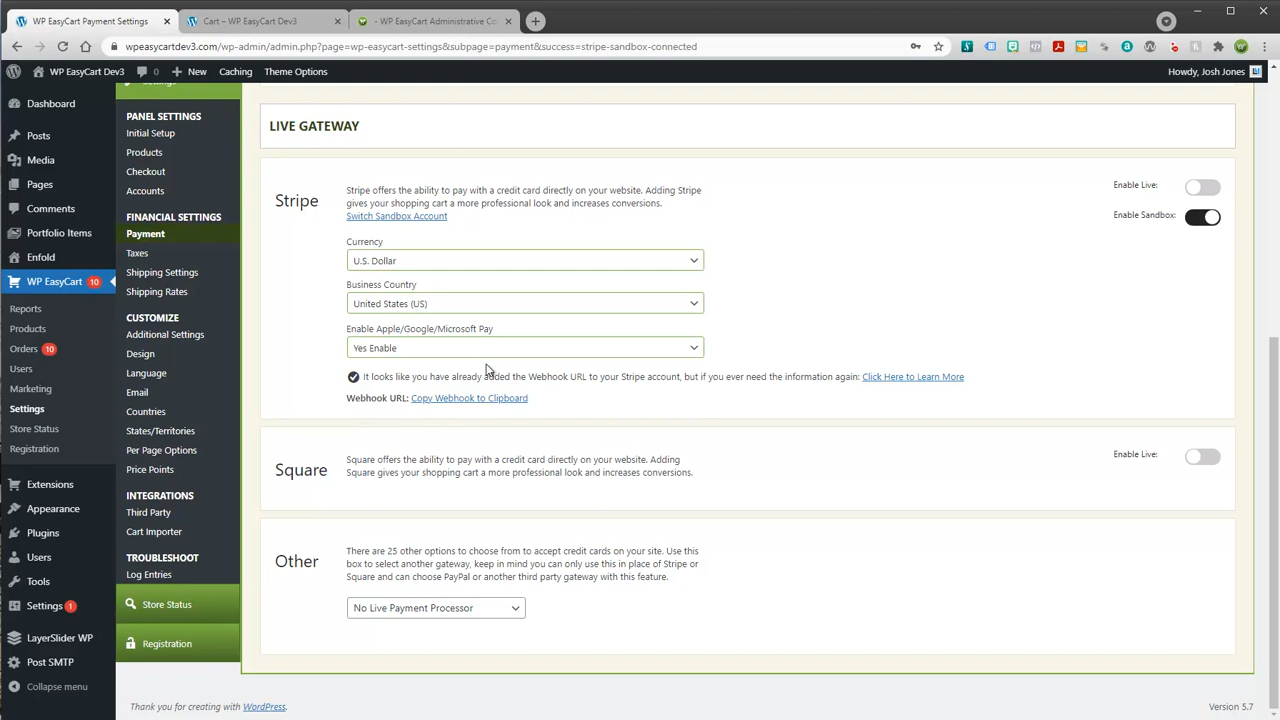 WP EasyCart Payment Settings
Cart – WP EasyCart Dev3
- WP EasyCart Administrative Co
wpeasycartdev3.com/wp-admin/admin.php?page=wp-easycart-settings&subpage=payment&success=stripe-sandbox-connected
WP EasyCart Dev3
0
New
Caching
Theme Options
Howdy, Josh Jones
Dashboard
Posts
Media
Pages
Comments
Portfolio Items
Enfold
WP EasyCart 10
Reports
Products
Orders 10
Users
Marketing
Settings
Store Status
Registration
Extensions
Appearance
Plugins
Users
Tools
Settings 1
LayerSlider WP
Post SMTP
Collapse menu
Settings
PANEL SETTINGS
Initial Setup
Products
Checkout
Accounts
FINANCIAL SETTINGS
Payment
Taxes
Shipping Settings
Shipping Rates
CUSTOMIZE
Additional Settings
Design
Language
Email
Countries
States/Territories
Per Page Options
Price Points
INTEGRATIONS
Third Party
Cart Importer
TROUBLESHOOT
Log Entries
Store Status
Registration
LIVE GATEWAY
Stripe
Stripe offers the ability to pay with a credit card directly on your website. Adding Stripe
gives your shopping cart a more professional look and increases conversions.
Switch Sandbox Account
Enable Live:
Enable Sandbox:
Currency
U.S. Dollar
Business Country
United States (US)
Enable Apple/Google/Microsoft Pay
Yes Enable
It looks like you have already added the Webhook URL to your Stripe account, but if you ever need the information again: Click Here to Learn More
Webhook URL: Copy Webhook to Clipboard
Square
Square offers the ability to pay with a credit card directly on your website. Adding
Square gives your shopping cart a more professional look and increases conversions.
Enable Live:
Other
There are 25 other options to choose from to accept credit cards on your site. Use this
box to select another gateway, keep in mind you can only use this in place of Stripe or
Square and can choose PayPal or another third party gateway with this feature.
No Live Payment Processor
Thank you for creating with WordPress.
Version 5.7